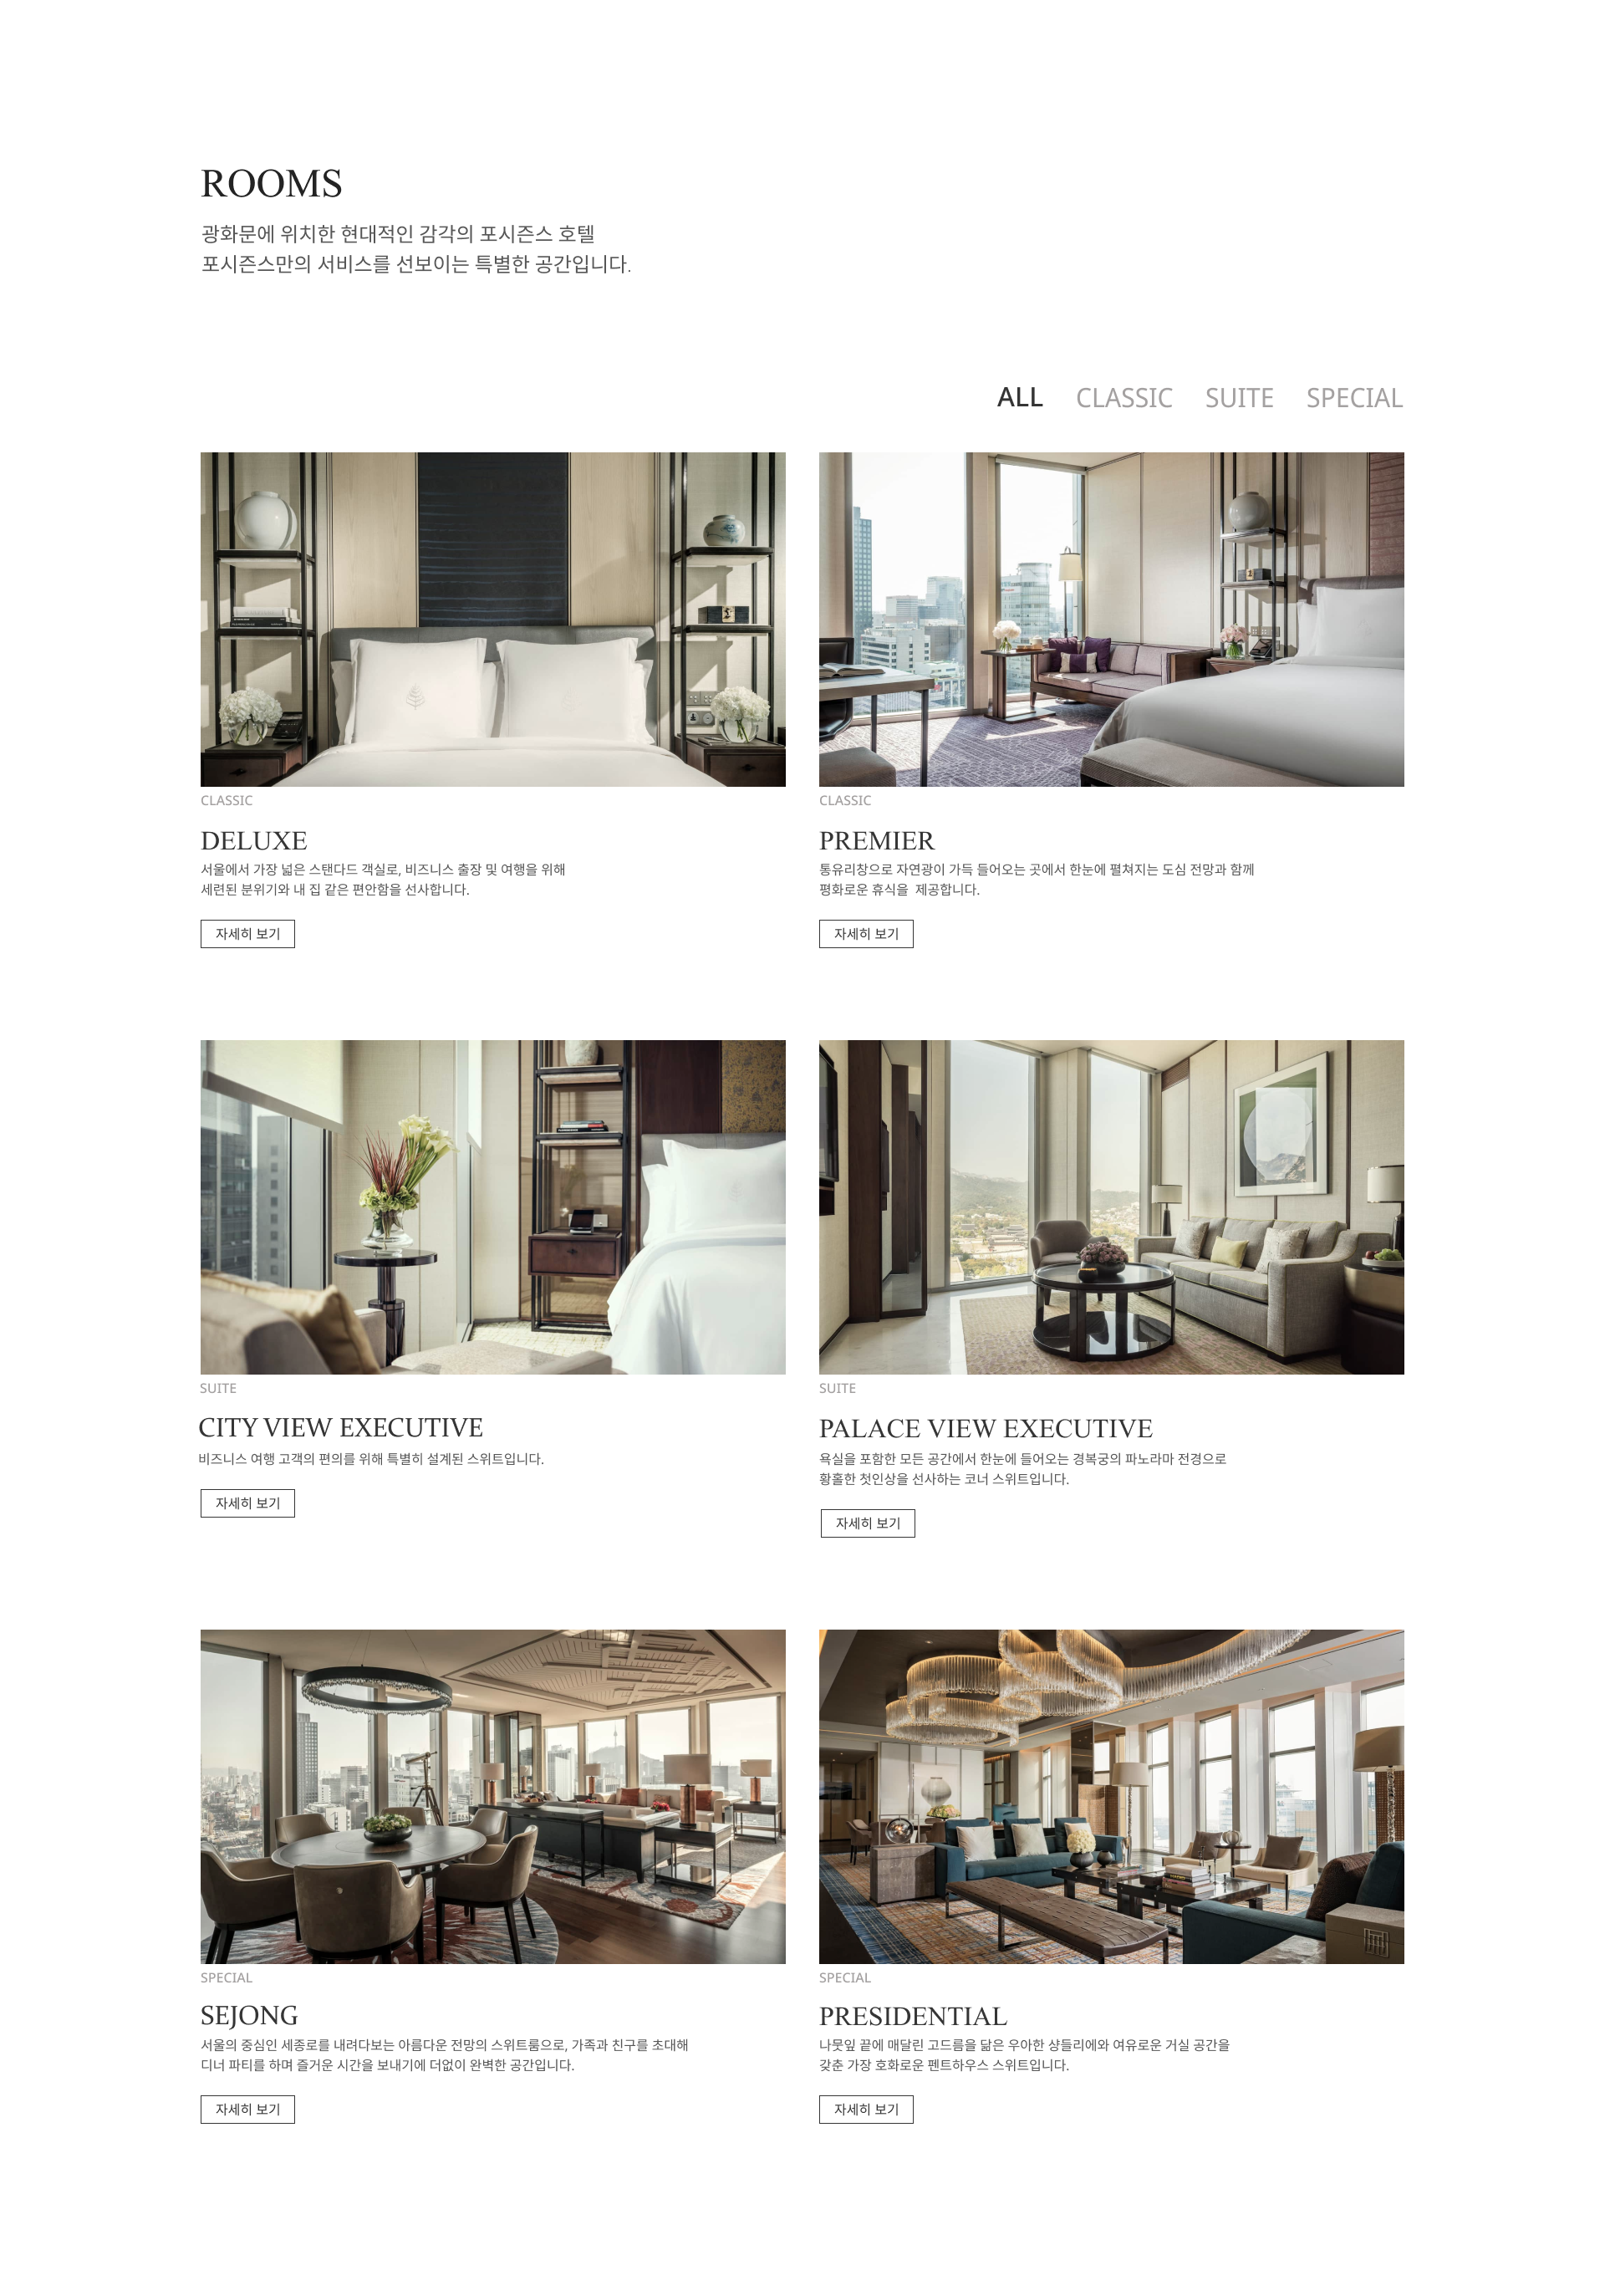 ROOMS
광화문에 위치한 현대적인 감각의 포시즌스 호텔
포시즌스만의 서비스를 선보이는 특별한 공간입니다.
ALL CLASSIC SUITE SPECIAL
CLASSIC
DELUXE
서울에서 가장 넓은 스탠다드 객실로, 비즈니스 출장 및 여행을 위해
세련된 분위기와 내 집 같은 편안함을 선사합니다.
자세히 보기
CLASSIC
PREMIER
통유리창으로 자연광이 가득 들어오는 곳에서 한눈에 펼쳐지는 도심 전망과 함께
평화로운 휴식을  제공합니다.
자세히 보기
SUITE
CITY VIEW EXECUTIVE
비즈니스 여행 고객의 편의를 위해 특별히 설계된 스위트입니다.
자세히 보기
SUITE
PALACE VIEW EXECUTIVE
욕실을 포함한 모든 공간에서 한눈에 들어오는 경복궁의 파노라마 전경으로
황홀한 첫인상을 선사하는 코너 스위트입니다.
자세히 보기
SPECIAL
SEJONG
서울의 중심인 세종로를 내려다보는 아름다운 전망의 스위트룸으로, 가족과 친구를 초대해
디너 파티를 하며 즐거운 시간을 보내기에 더없이 완벽한 공간입니다.
자세히 보기
SPECIAL
PRESIDENTIAL
나뭇잎 끝에 매달린 고드름을 닮은 우아한 샹들리에와 여유로운 거실 공간을
갖춘 가장 호화로운 펜트하우스 스위트입니다.
자세히 보기